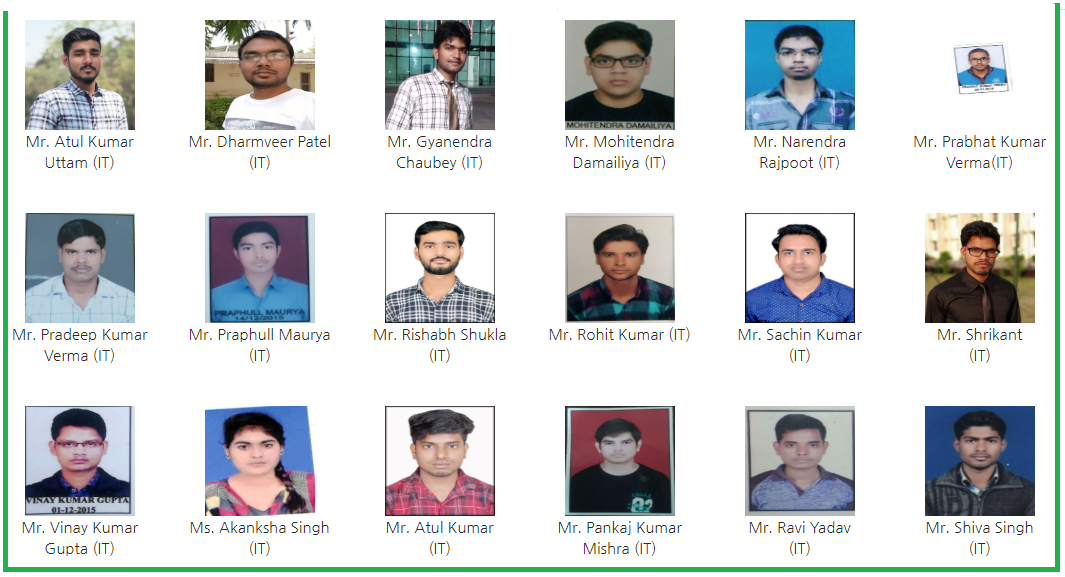 MOHITENDRA DAMAILIYA
Mr. Atul Kumar
Uttam (IT)
Mr. Dharmveer Patel
(IT)
Mr. Gyanendra
Chaubey (IT)
Mr. Mohitendra
Damailiya (IT)
Mr. Narendra
Rajpoot (IT)
Mr. Prabhat Kumar
Verma(IT)
PRAPHULL MAURYA
14/12/2015
Mr. Pradeep Kumar
Verma (IT)
Mr. Praphull Maurya
(IT)
Mr. Rishabh Shukla
(IT)
Mr. Rohit Kumar (IT)
Mr. Sachin Kumar
(IT)
Mr. Shrikant
(IT)
VINAY KUMAR GUPTA
01-12-2015
Mr. Vinay Kumar
Gupta (IT)
Ms. Akanksha Singh
(IT)
Mr. Atul Kumar
(IT)
Mr. Pankaj Kumar
Mishra (IT)
Mr. Ravi Yadav
(IT)
Mr. Shiva Singh
(IT)